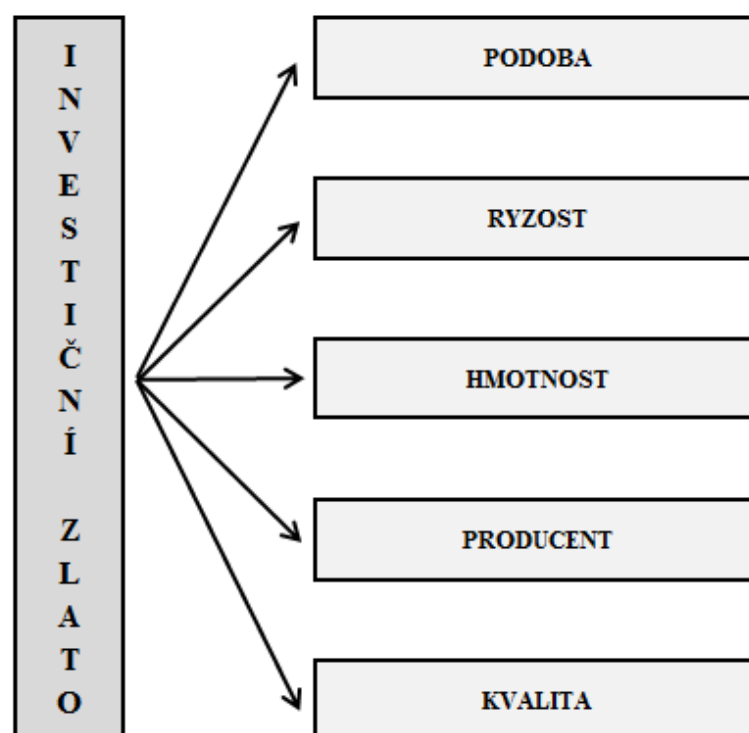 INVESTIČNÍ ZLATO
PODOBA
RYZOST
HMOTNOST
PRODUCENT
KVALITA